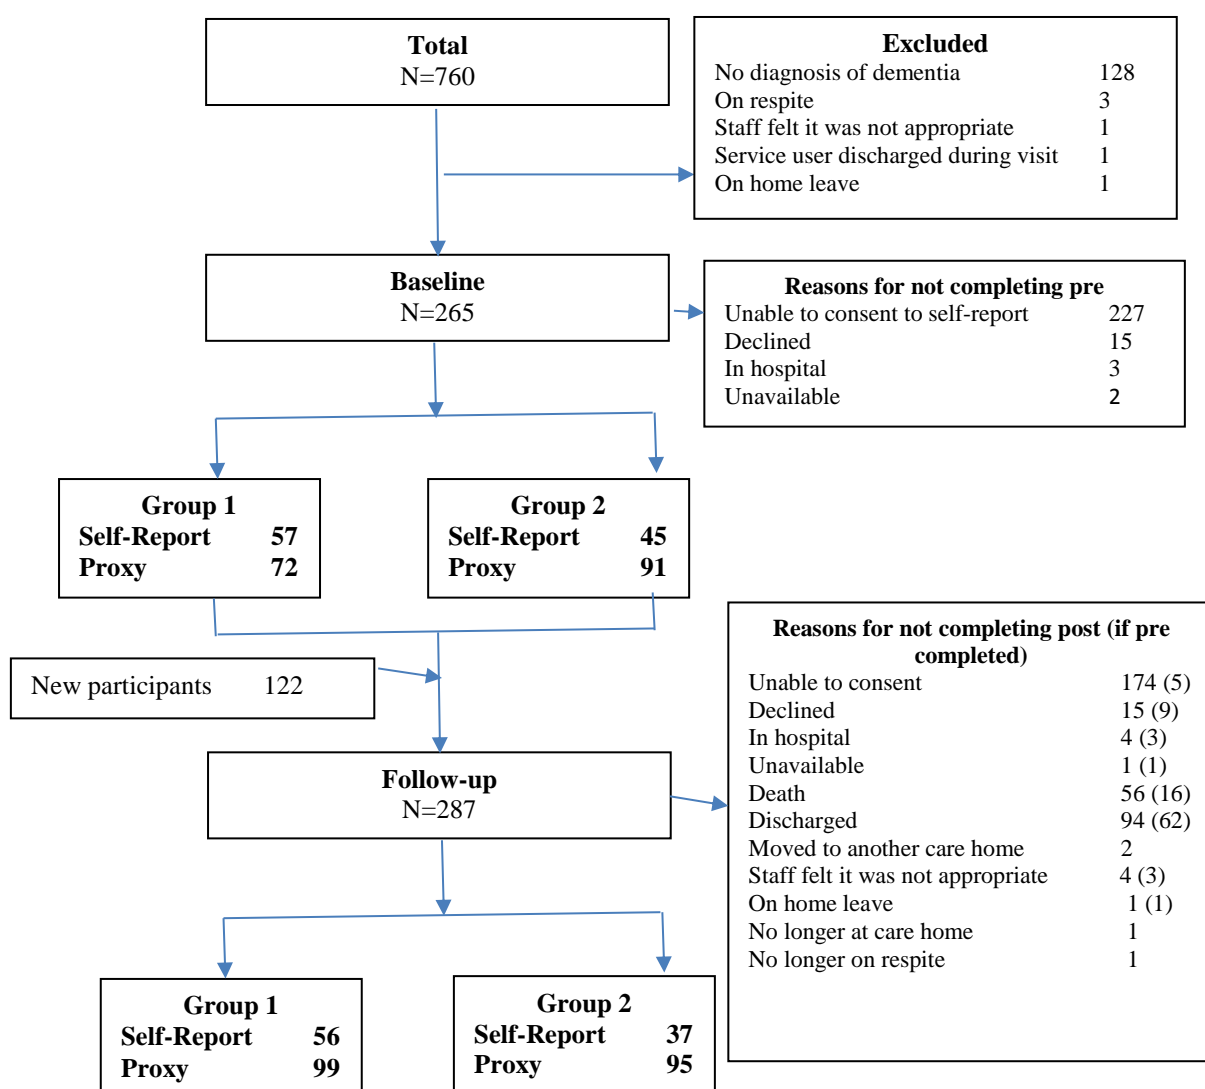 Total
N=760
Excluded
No diagnosis of dementia 128
On respite 3
Staff felt it was not appropriate 1
Service user discharged during visit 1
On home leave 1
Baseline
N=265
Reasons for not completing pre
Unable to consent to self-report 227
Declined 15
In hospital 3
Unavailable 2
Group 1
Self-Report 57
Proxy 72
Group 2
Self-Report 45
Proxy 91
New participants 122
Reasons for not completing post (if pre
completed)
Unable to consent 174 (5)
Declined 15 (9)
In hospital 4 (3)
Unavailable 1 (1)
Death 56 (16)
Discharged 94 (62)
Moved to another care home 2
Staff felt it was not appropriate 4 (3)
On home leave 1 (1)
No longer at care home 1
No longer on respite 1
Follow-up
N=287
Group 1
Self-Report 56
Proxy 99
Group 2
Self-Report 37
Proxy 95